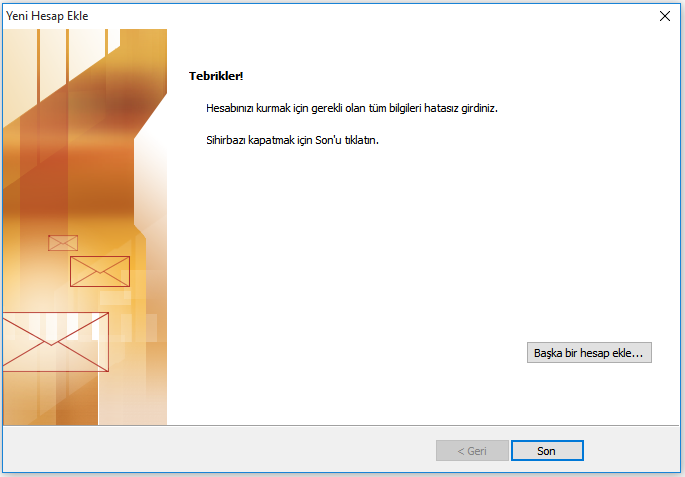 Yeni Hesap Ekle
Tebrikler!
Hesabınızı kurmak için gerekli olan tüm bilgileri hatasız girdiniz.
Sihirbazı kapatmak için Son'u tıklatın.
Başka bir hesap ekle...
< Geri
Son